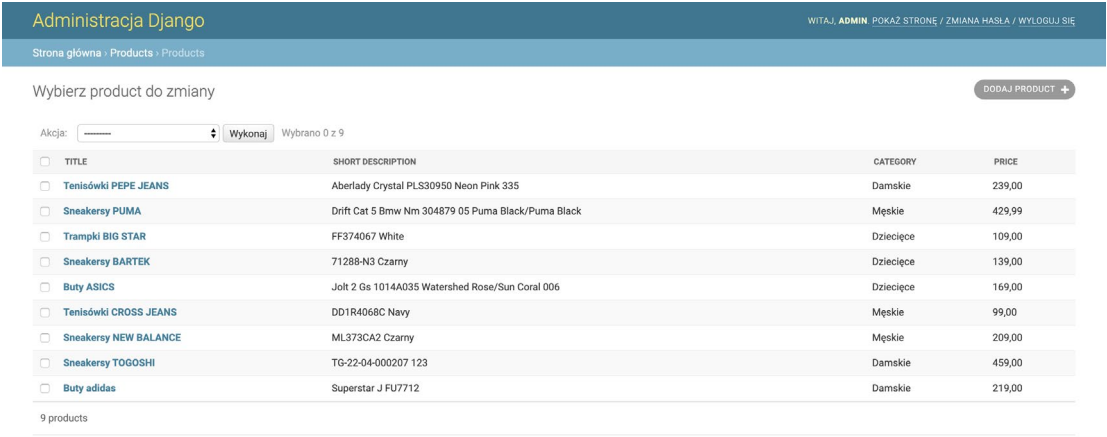 Administracja Django
WITAJ, ADMIN. POKAŻ STRONĘ / ZMIANA HASŁA / WYLOGUJ SIĘ
Strona główna › Products › Products
Wybierz product do zmiany
DODAJ PRODUCT +
Akcja: --------- Wykonaj Wybrano 0 z 9
TITLE SHORT DESCRIPTION CATEGORY PRICE
Tenisówki PEPE JEANS Aberlady Crystal PLS30950 Neon Pink 335 Damskie 239,00
Sneakersy PUMA Drift Cat 5 Bmw Nm 304879 05 Puma Black/Puma Black Męskie 429,99
Trampki BIG STAR FF374067 White Dziecięce 109,00
Sneakersy BARTEK 71288-N3 Czarny Dziecięce 139,00
Buty ASICS Jolt 2 Gs 1014A035 Watershed Rose/Sun Coral 006 Dziecięce 169,00
Tenisówki CROSS JEANS DD1R4068C Navy Męskie 99,00
Sneakersy NEW BALANCE ML373CA2 Czarny Męskie 209,00
Sneakersy TOGOSHI TG-22-04-000207 123 Damskie 459,00
Buty adidas Superstar J FU7712 Damskie 219,00
9 products